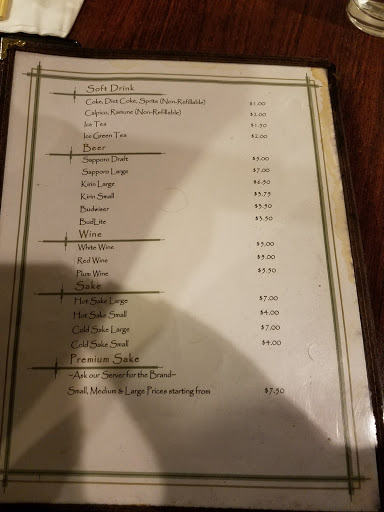 Soft Drink
Coke, Diet Coke, Sprite (Non-Refillable) $1.00
Calpico, Ramune (Non-Refillable) $2.00
Ice Tea $1.50
Ice Green Tea $2.00
Beer
Sapporo Draft $5.00
Sapporo Large $7.00
Kirin Large $6.50
Kirin Small $3.75
Budwiser $3.50
BudLite $3.50
Wine
White Wine $5.00
Red Wine $5.00
Plum Wine $5.50
Sake
Hot Sake Large $7.00
Hot Sake Small $4.00
Cold Sake Large $7.00
Cold Sake Small $4.00
Premium Sake
~Ask our Server for the Brand~
Small, Medium & Large Prices starting from $7.50